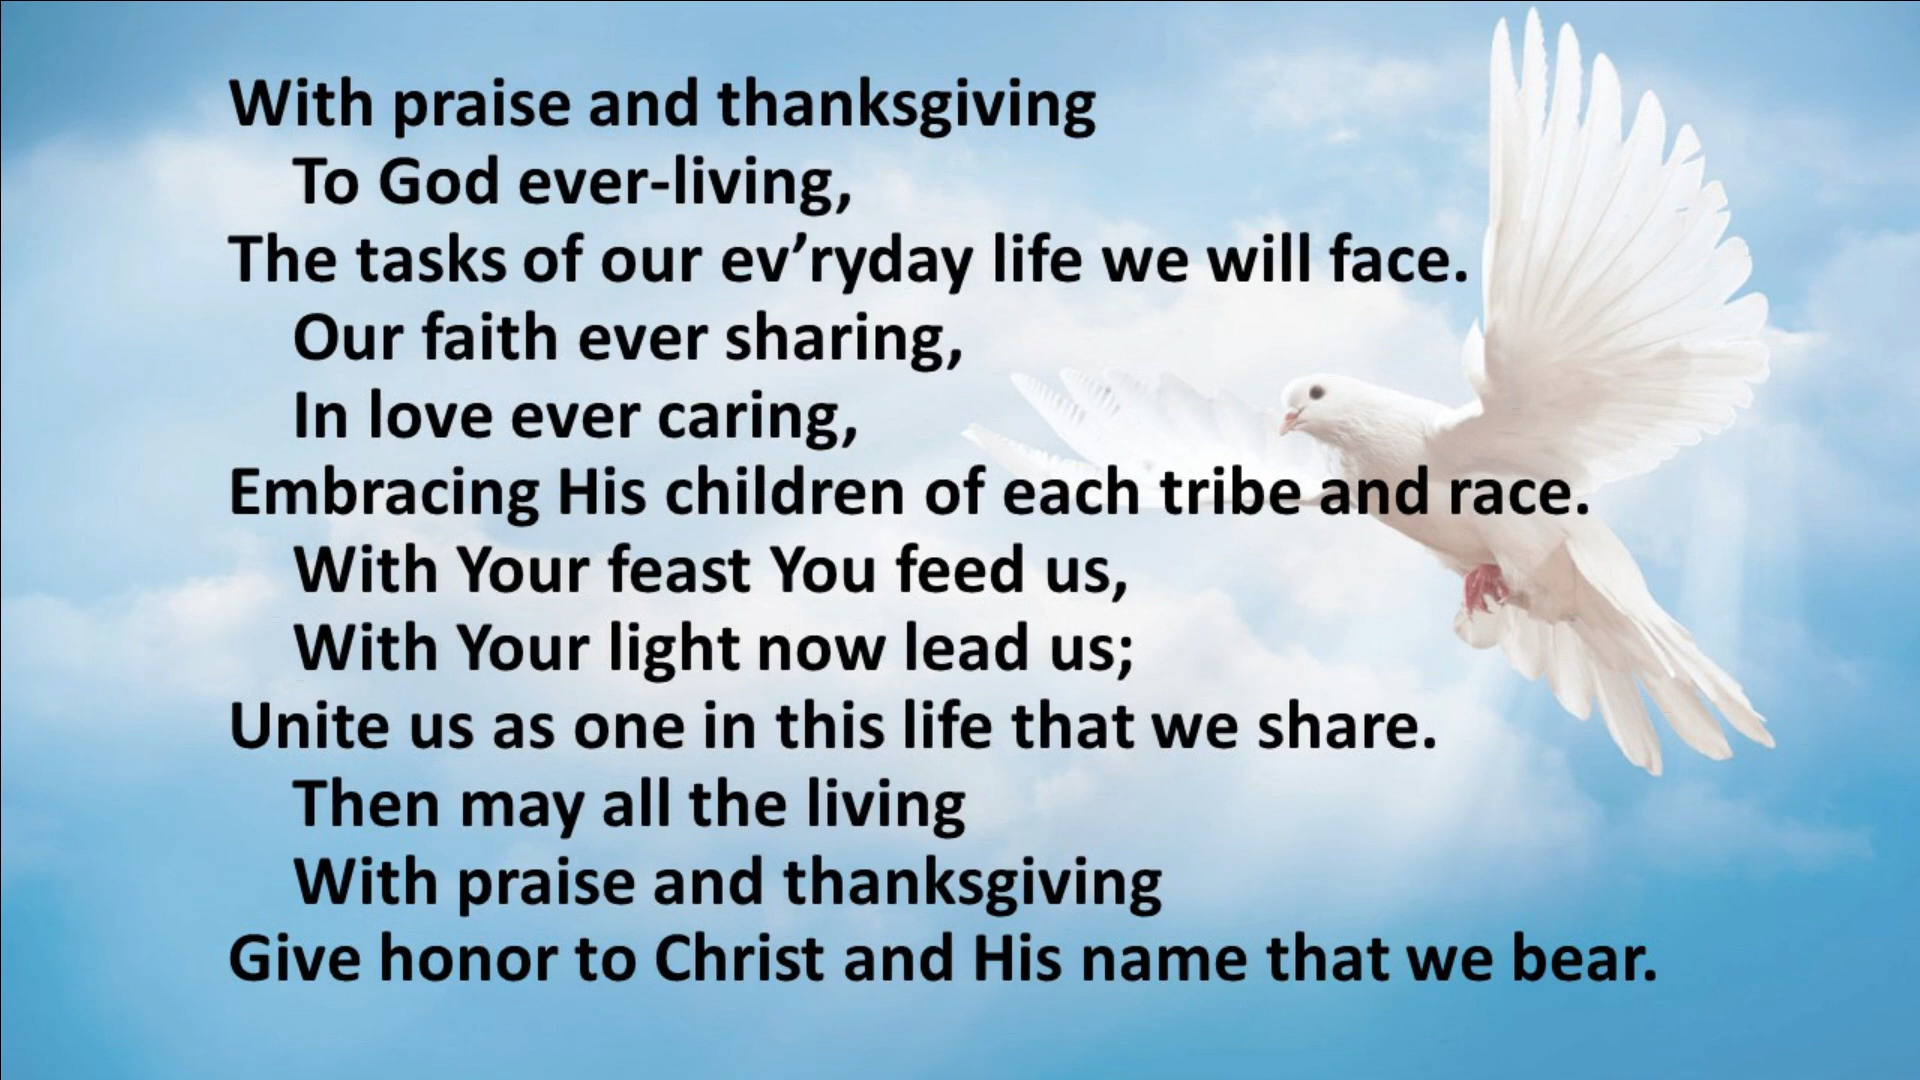 With praise and thanksgiving
To God ever-living,
The tasks of our ev’ryday life we will face.
Our faith ever sharing,
In love ever caring,
Embracing His children of each tribe and race.
With Your feast You feed us,
With Your light now lead us;
Unite us as one in this life that we share.
Then may all the living
With praise and thanksgiving
Give honor to Christ and His name that we bear.